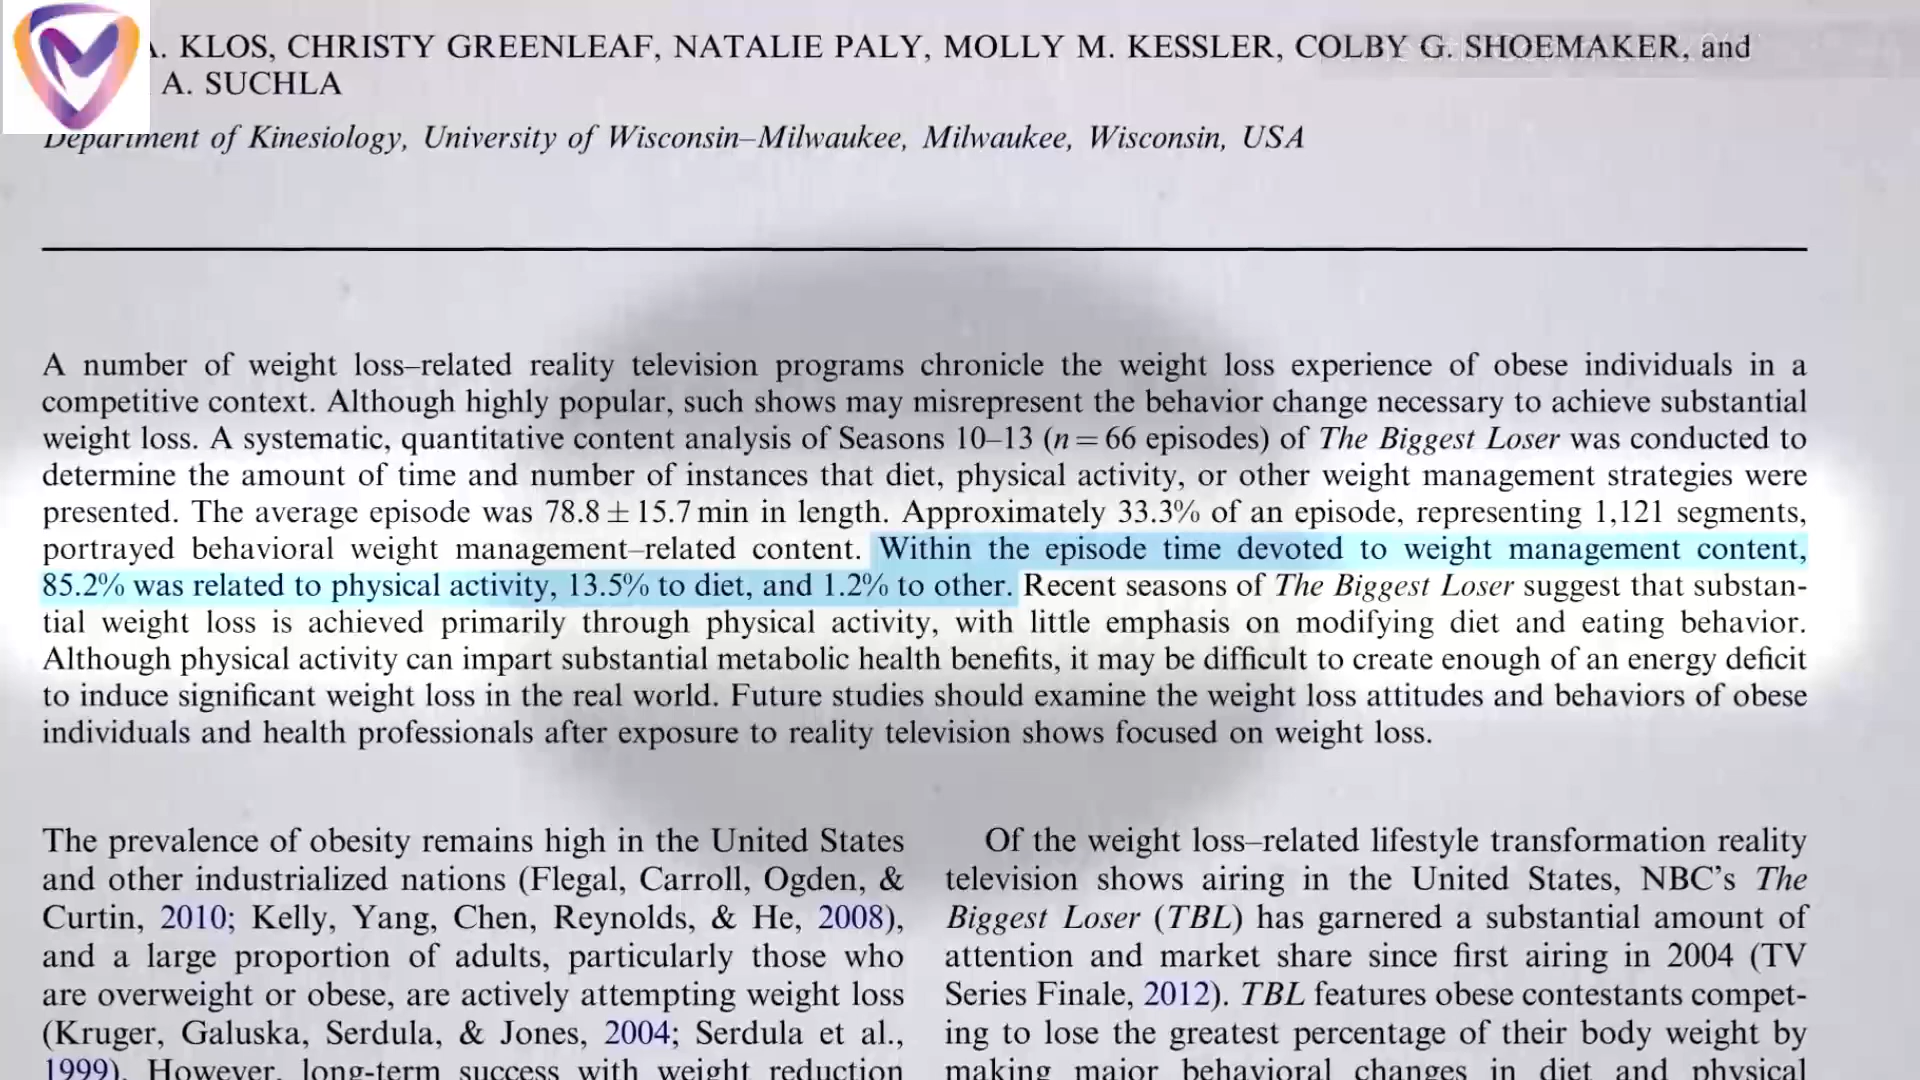 A. KLOS, CHRISTY GREENLEAF, NATALIE PALY, MOLLY M. KESSLER, COLBY G. SHOEMAKER, and
A. SUCHLA
Department of Kinesiology, University of Wisconsin–Milwaukee, Milwaukee, Wisconsin, USA
A number of weight loss–related reality television programs chronicle the weight loss experience of obese individuals in a
competitive context. Although highly popular, such shows may misrepresent the behavior change necessary to achieve substantial
weight loss. A systematic, quantitative content analysis of Seasons 10–13 (n = 66 episodes) of The Biggest Loser was conducted to
determine the amount of time and number of instances that diet, physical activity, or other weight management strategies were
presented. The average episode was 78.8 ± 15.7 min in length. Approximately 33.3% of an episode, representing 1,121 segments,
portrayed behavioral weight management–related content. Within the episode time devoted to weight management content,
85.2% was related to physical activity, 13.5% to diet, and 1.2% to other. Recent seasons of The Biggest Loser suggest that substan-
tial weight loss is achieved primarily through physical activity, with little emphasis on modifying diet and eating behavior.
Although physical activity can impart substantial metabolic health benefits, it may be difficult to create enough of an energy deficit
to induce significant weight loss in the real world. Future studies should examine the weight loss attitudes and behaviors of obese
individuals and health professionals after exposure to reality television shows focused on weight loss.
The prevalence of obesity remains high in the United States
and other industrialized nations (Flegal, Carroll, Ogden, &
Curtin, 2010; Kelly, Yang, Chen, Reynolds, & He, 2008),
and a large proportion of adults, particularly those who
are overweight or obese, are actively attempting weight loss
(Kruger, Galuska, Serdula, & Jones, 2004; Serdula et al.,
1999). However, long-term success with weight reduction
Of the weight loss–related lifestyle transformation reality
television shows airing in the United States, NBC's The
Biggest Loser (TBL) has garnered a substantial amount of
attention and market share since first airing in 2004 (TV
Series Finale, 2012). TBL features obese contestants compet-
ing to lose the greatest percentage of their body weight by
making major behavioral changes in diet and physical